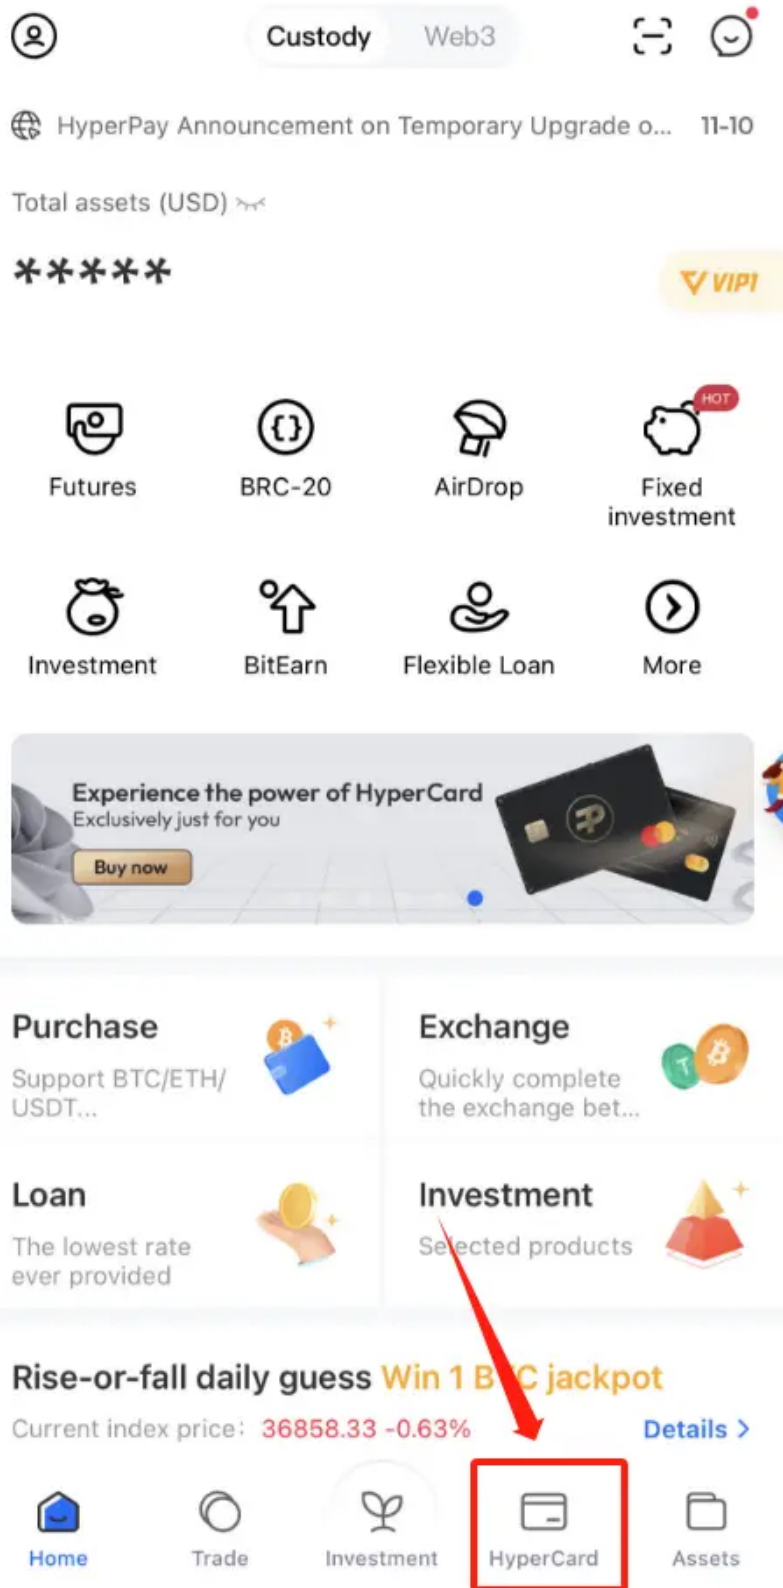 Custody Web3
HyperPay Announcement on Temporary Upgrade o... 11-10
Total assets (USD)
*****
VIP1
HOT
Futures BRC-20 AirDrop Fixed
investment
Investment BitEarn Flexible Loan More
Experience the power of HyperCard
Exclusively just for you
Buy now
Purchase
Support BTC/ETH/
USDT...
Exchange
Quickly complete
the exchange bet...
Loan
The lowest rate
ever provided
Investment
Selected products
Rise-or-fall daily guess Win 1 BTC jackpot
Current index price: 36858.33 -0.63% Details >
Home Trade Investment HyperCard Assets